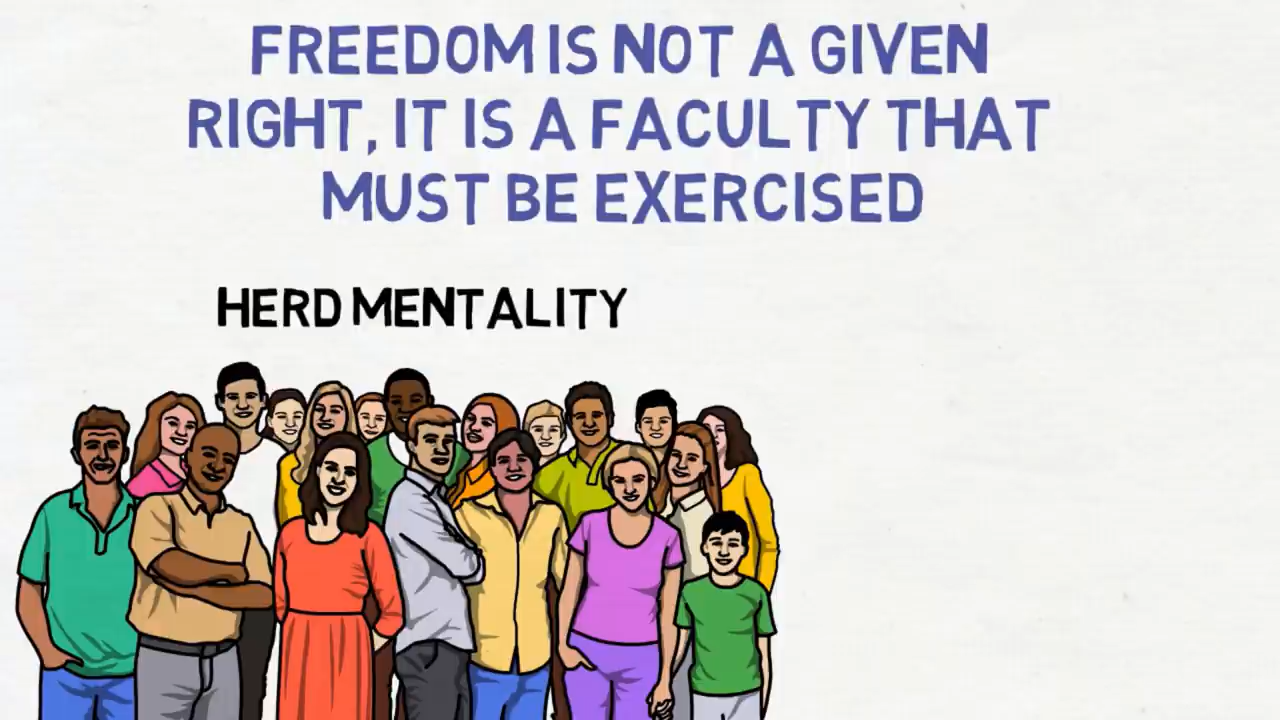 FREEDOM IS NOT A GIVEN
RIGHT, IT IS A FACULTY THAT
MUST BE EXERCISED
HERD MENTALITY